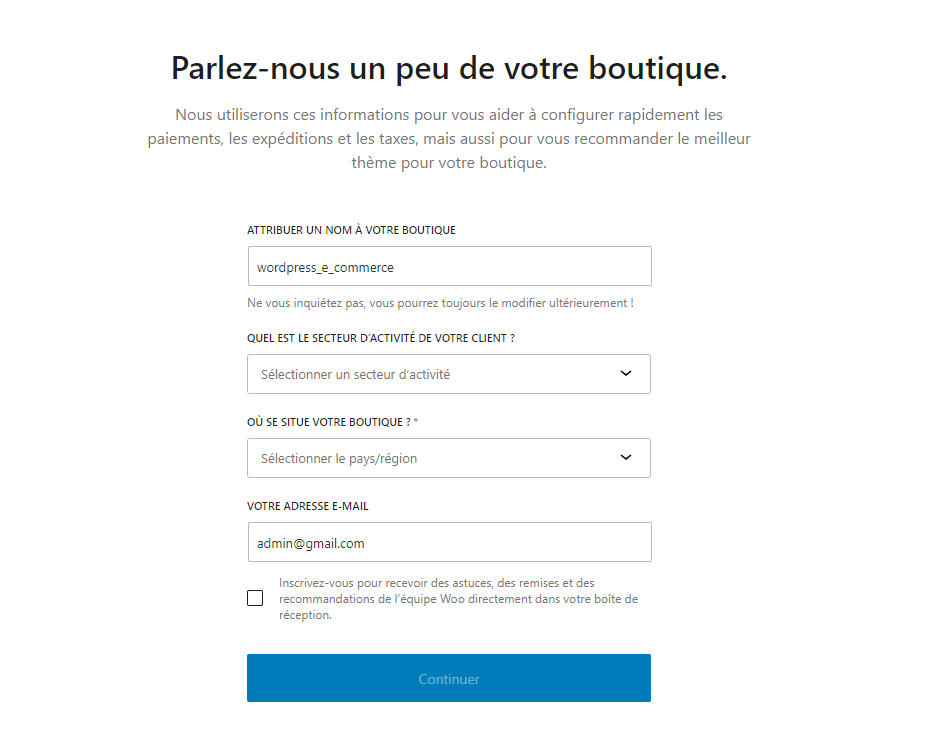 Parlez-nous un peu de votre boutique.
Nous utiliserons ces informations pour vous aider à configurer rapidement les
paiements, les expéditions et les taxes, mais aussi pour vous recommander le meilleur
thème pour votre boutique.
ATTRIBUER UN NOM À VOTRE BOUTIQUE
wordpress_e_commerce
Ne vous inquiétez pas, vous pourrez toujours le modifier ultérieurement !
QUEL EST LE SECTEUR D’ACTIVITÉ DE VOTRE CLIENT ?
Sélectionner un secteur d’activité
OÙ SE SITUE VOTRE BOUTIQUE ? *
Sélectionner le pays/région
VOTRE ADRESSE E-MAIL
admin@gmail.com
Inscrivez-vous pour recevoir des astuces, des remises et des
recommandations de l’équipe Woo directement dans votre boîte de
réception.
Continuer